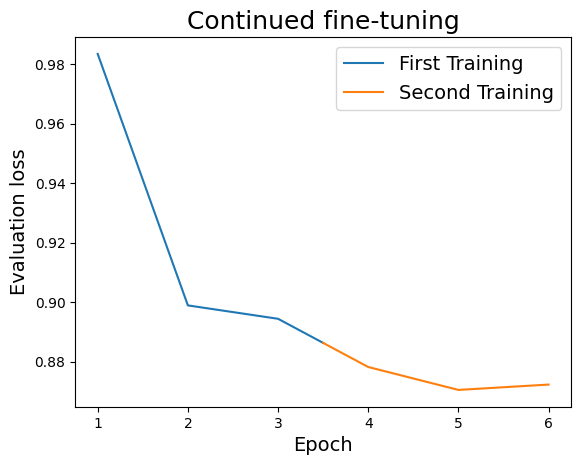 Continued fine-tuning
First Training
Second Training
Evaluation loss
0.98
0.96
0.94
0.92
0.90
0.88
1 2 3 4 5 6
Epoch